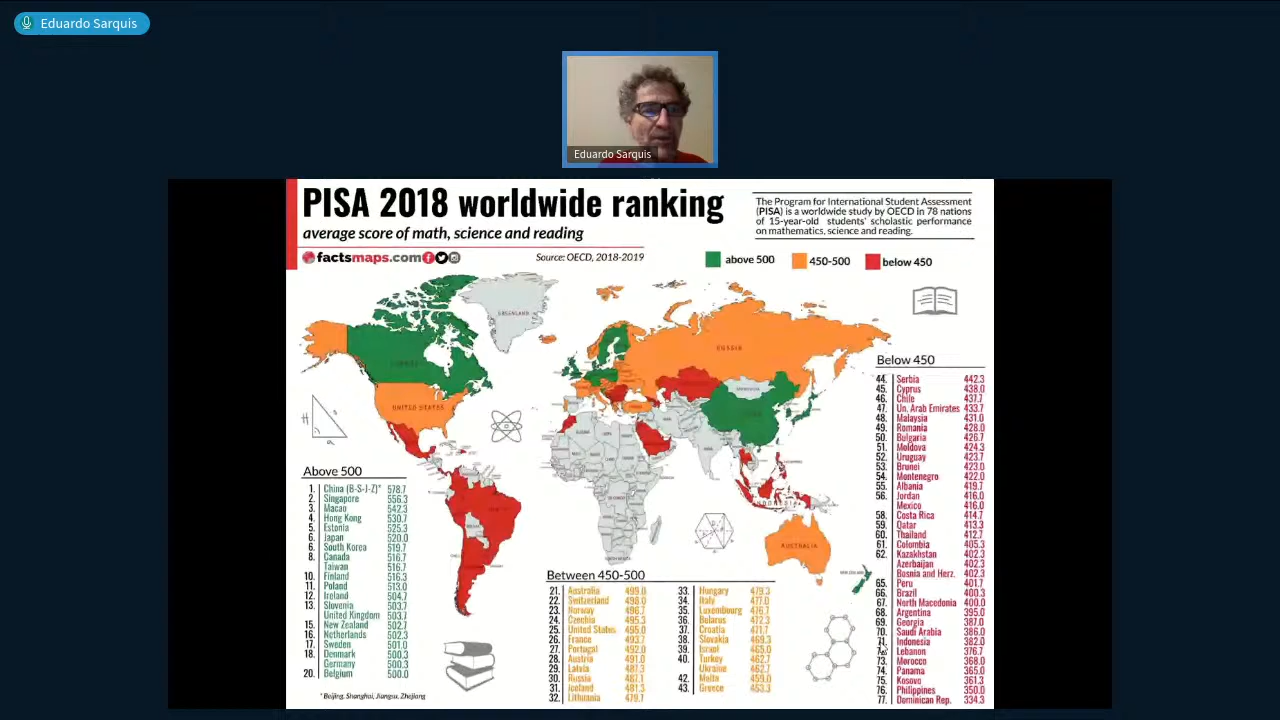 Eduardo Sarquis
Eduardo Sarquis
PISA 2018 worldwide ranking
average score of math, science and reading
factsmaps.com
Source: OECD, 2018-2019
The Program for International Student Assessment
(PISA) is a worldwide study by OECD in 78 nations
of 15-year-old students' scholastic performance
on mathematics, science and reading.
above 500
450-500
below 450
GREENLAND
RUSSIA
UNITED STATES
AUSTRALIA
INDONESIA
NEW ZEALAND
H
a
Above 500
1. China (B-S-J-Z)* 578.7
2. Singapore 556.3
3. Macao 542.3
4. Hong Kong 530.7
5. Estonia 525.3
6. Japan 520.0
7. South Korea 519.7
8. Canada 516.7
Taiwan 516.7
10. Finland 516.3
11. Poland 513.0
12. Ireland 504.7
13. Slovenia 503.7
United Kingdom 503.7
15. New Zealand 502.7
16. Netherlands 502.3
17. Sweden 501.0
18. Denmark 500.3
Germany 500.3
20. Belgium 500.0
* Beijing, Shanghai, Jiangsu, Zhejiang
Between 450-500
21. Australia 499.0
22. Switzerland 498.0
23. Norway 496.7
24. Czechia 495.3
25. United States 495.0
26. France 493.7
27. Portugal 492.0
28. Austria 491.0
29. Latvia 487.3
30. Russia 487.1
31. Iceland 481.3
32. Lithuania 479.7
33. Hungary 479.3
34. Italy 477.0
35. Luxembourg 476.7
36. Belarus 472.3
37. Croatia 471.7
38. Slovakia 469.3
39. Israel 465.0
40. Turkey 462.7
Ukraine 462.7
42. Malta 459.0
43. Greece 453.3
Below 450
44. Serbia 442.3
45. Cyprus 438.0
46. Chile 437.7
47. Un. Arab Emirates 433.7
48. Malaysia 431.0
49. Romania 428.0
50. Bulgaria 426.7
51. Moldova 424.3
52. Uruguay 423.7
53. Brunei 423.0
54. Montenegro 422.0
55. Albania 419.7
56. Jordan 416.0
Mexico 416.0
58. Costa Rica 414.7
59. Qatar 413.3
60. Thailand 412.7
61. Colombia 405.3
62. Kazakhstan 402.3
Azerbaijan 402.3
Bosnia and Herz. 402.3
65. Peru 401.7
66. Brazil 400.3
67. North Macedonia 400.0
68. Argentina 395.0
69. Georgia 387.0
70. Saudi Arabia 386.0
71. Indonesia 382.0
72. Lebanon 376.7
73. Morocco 368.0
74. Panama 365.0
75. Kosovo 361.3
76. Philippines 350.0
77. Dominican Rep. 334.3